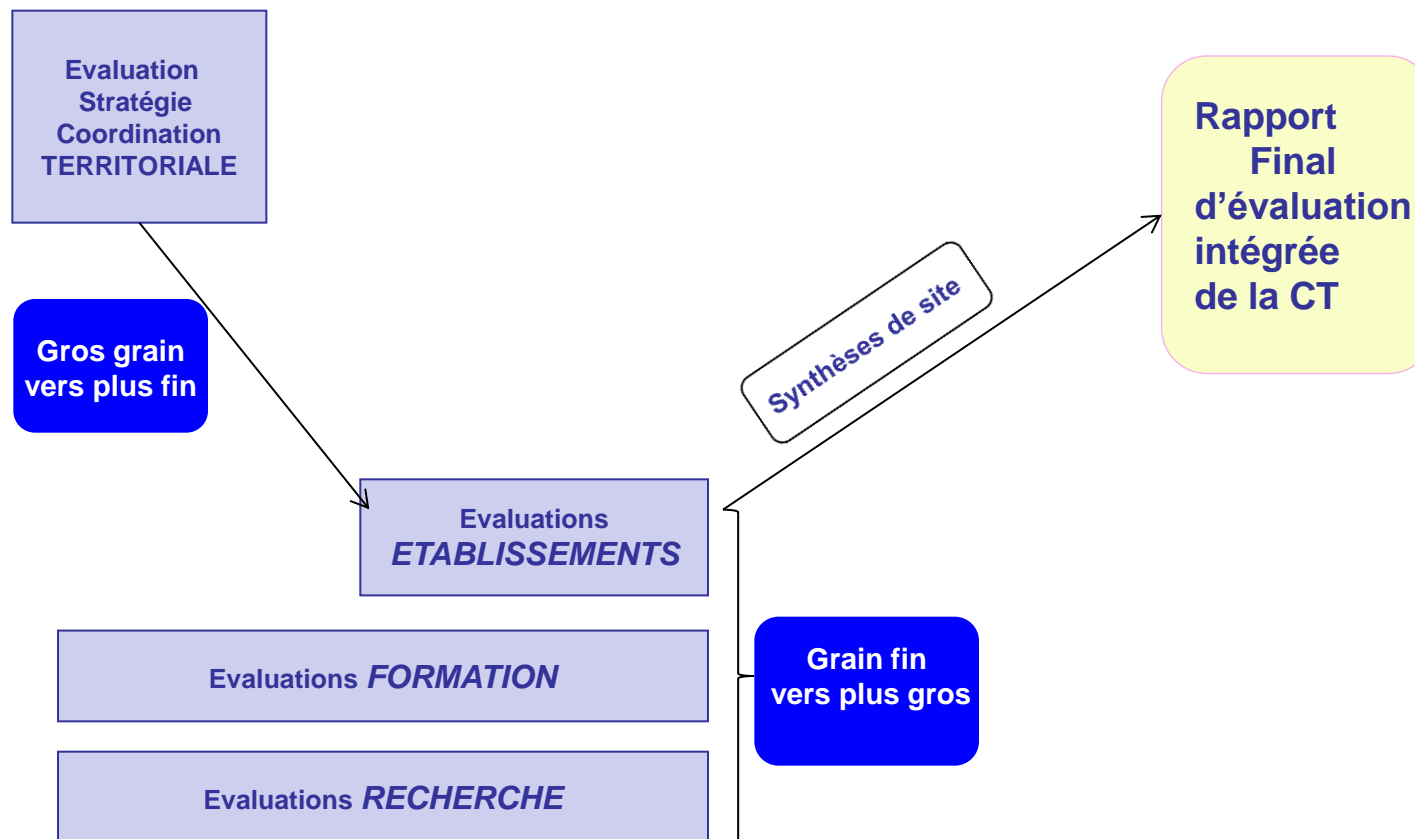 Evaluation
Stratégie
Coordination
TERRITORIALE
Rapport
Final
d’évaluation
intégrée
de la CT
Synthèses de site
Gros grain
vers plus fin
Evaluations
ETABLISSEMENTS
Evaluations FORMATION
Grain fin
vers plus gros
Evaluations RECHERCHE